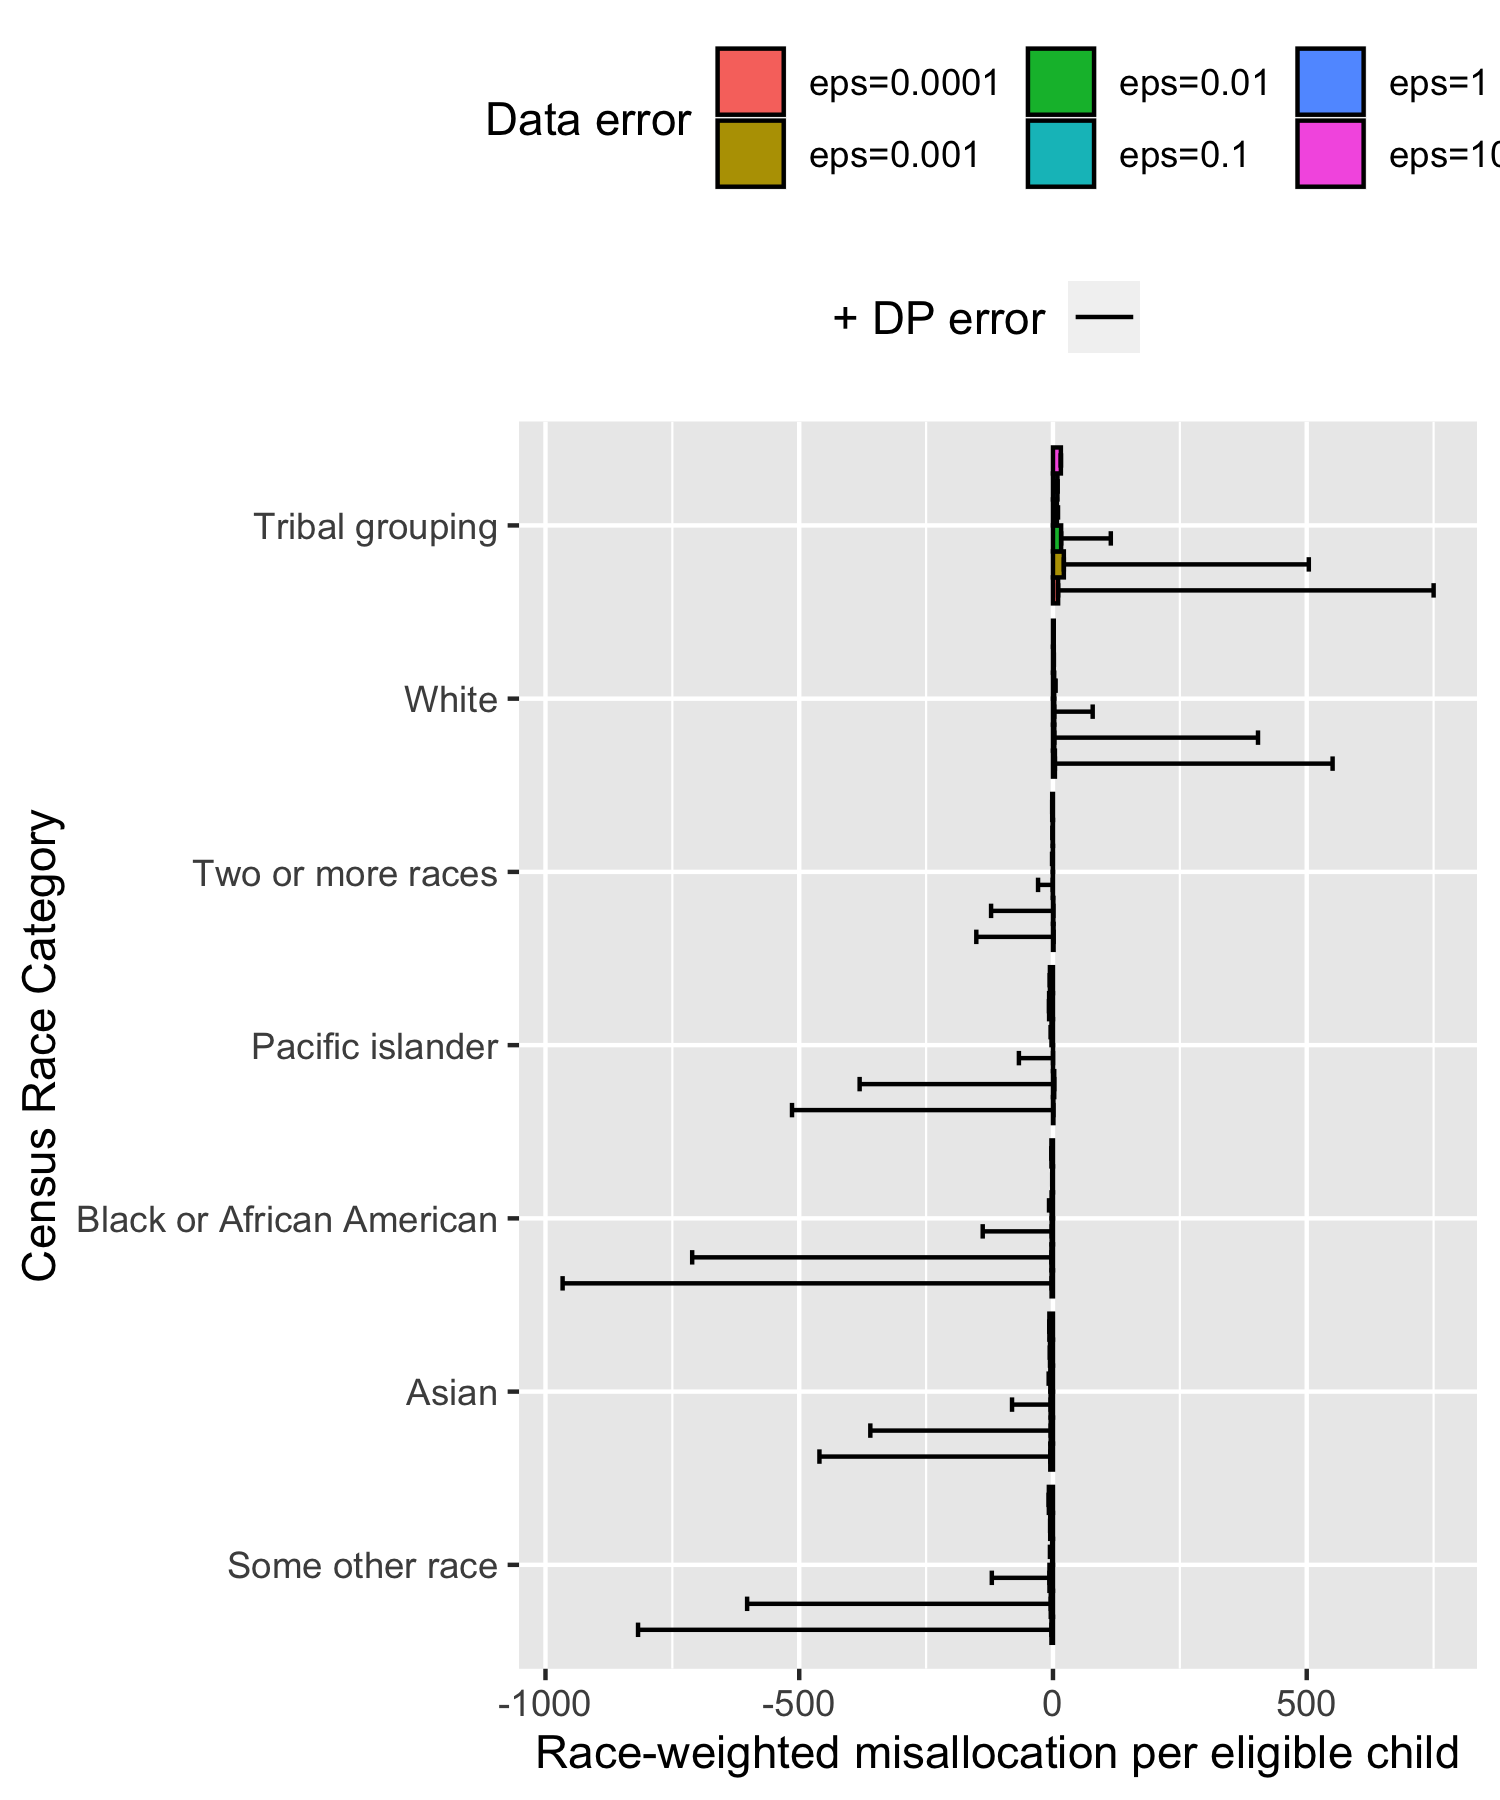 Data error
eps=0.0001
eps=0.01
eps=1
eps=0.001
eps=0.1
eps=10
+ DP error
Census Race Category
Tribal grouping
White
Two or more races
Pacific islander
Black or African American
Asian
Some other race
-1000
-500
0
500
Race-weighted misallocation per eligible child